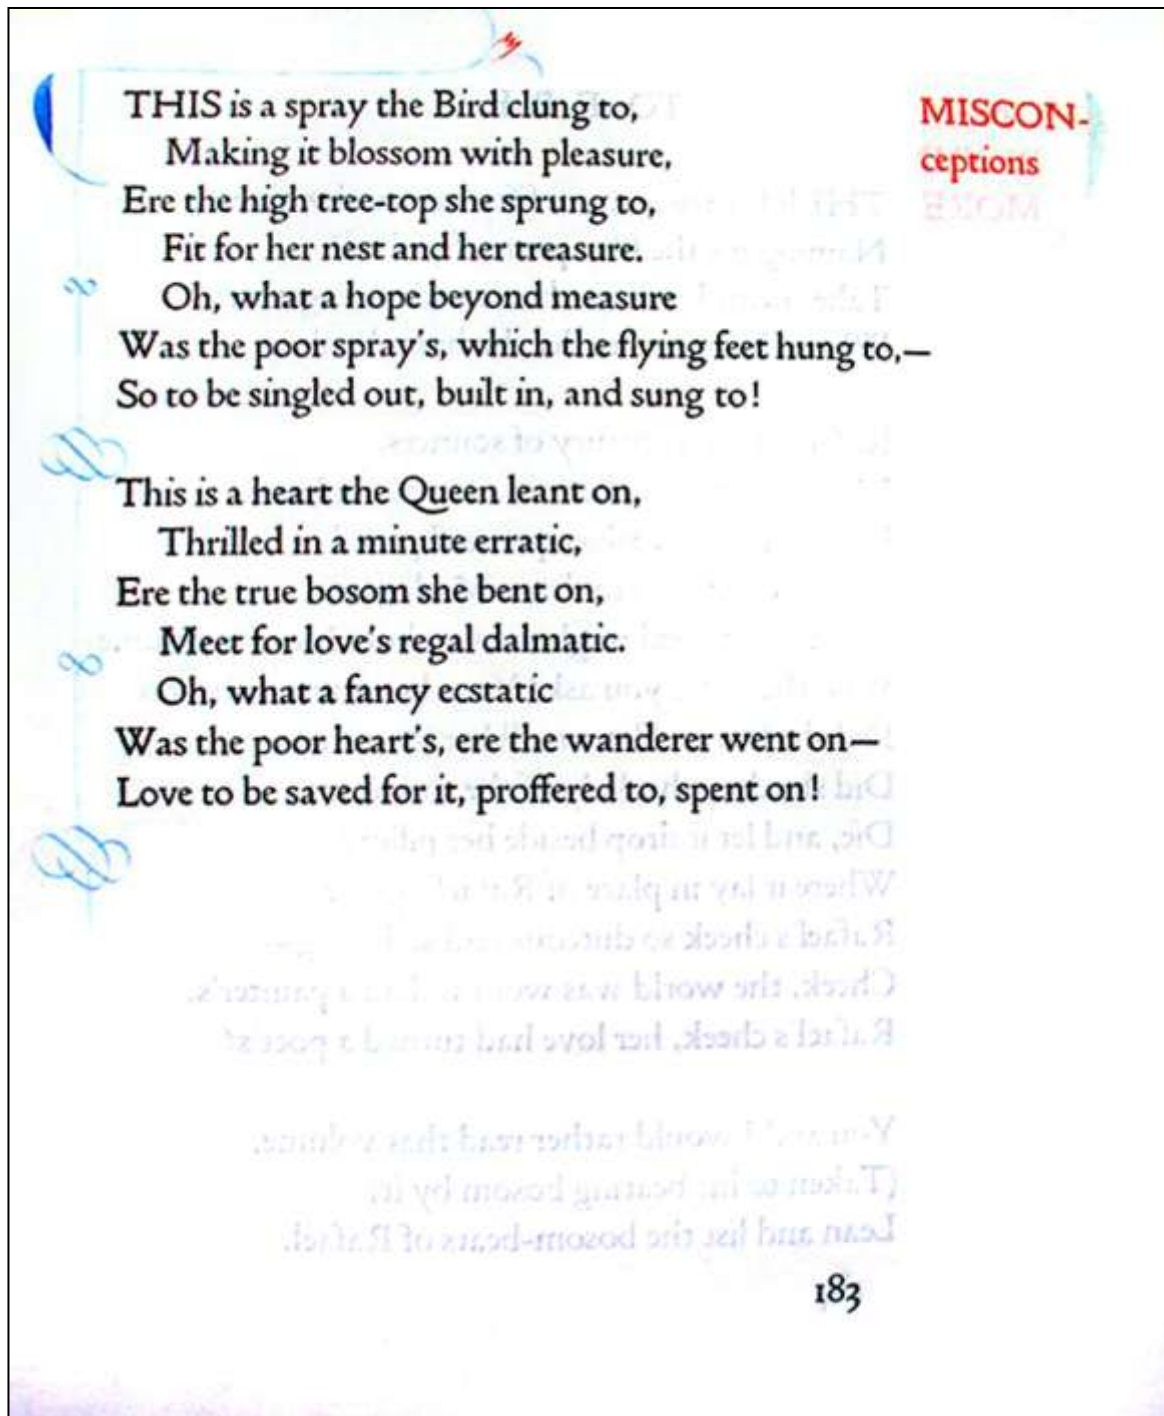 THIS is a spray the Bird clung to,
Making it blossom with pleasure,
Ere the high tree-top she sprung to,
Fit for her nest and her treasure.
Oh, what a hope beyond measure
Was the poor spray's, which the flying feet hung to,—
So to be singled out, built in, and sung to!
This is a heart the Queen leant on,
Thrilled in a minute erratic,
Ere the true bosom she bent on,
Meet for love's regal dalmatic.
Oh, what a fancy ecstatic
Was the poor heart's, ere the wanderer went on—
Love to be saved for it, proffered to, spent on!
MISCON-
ceptions
183